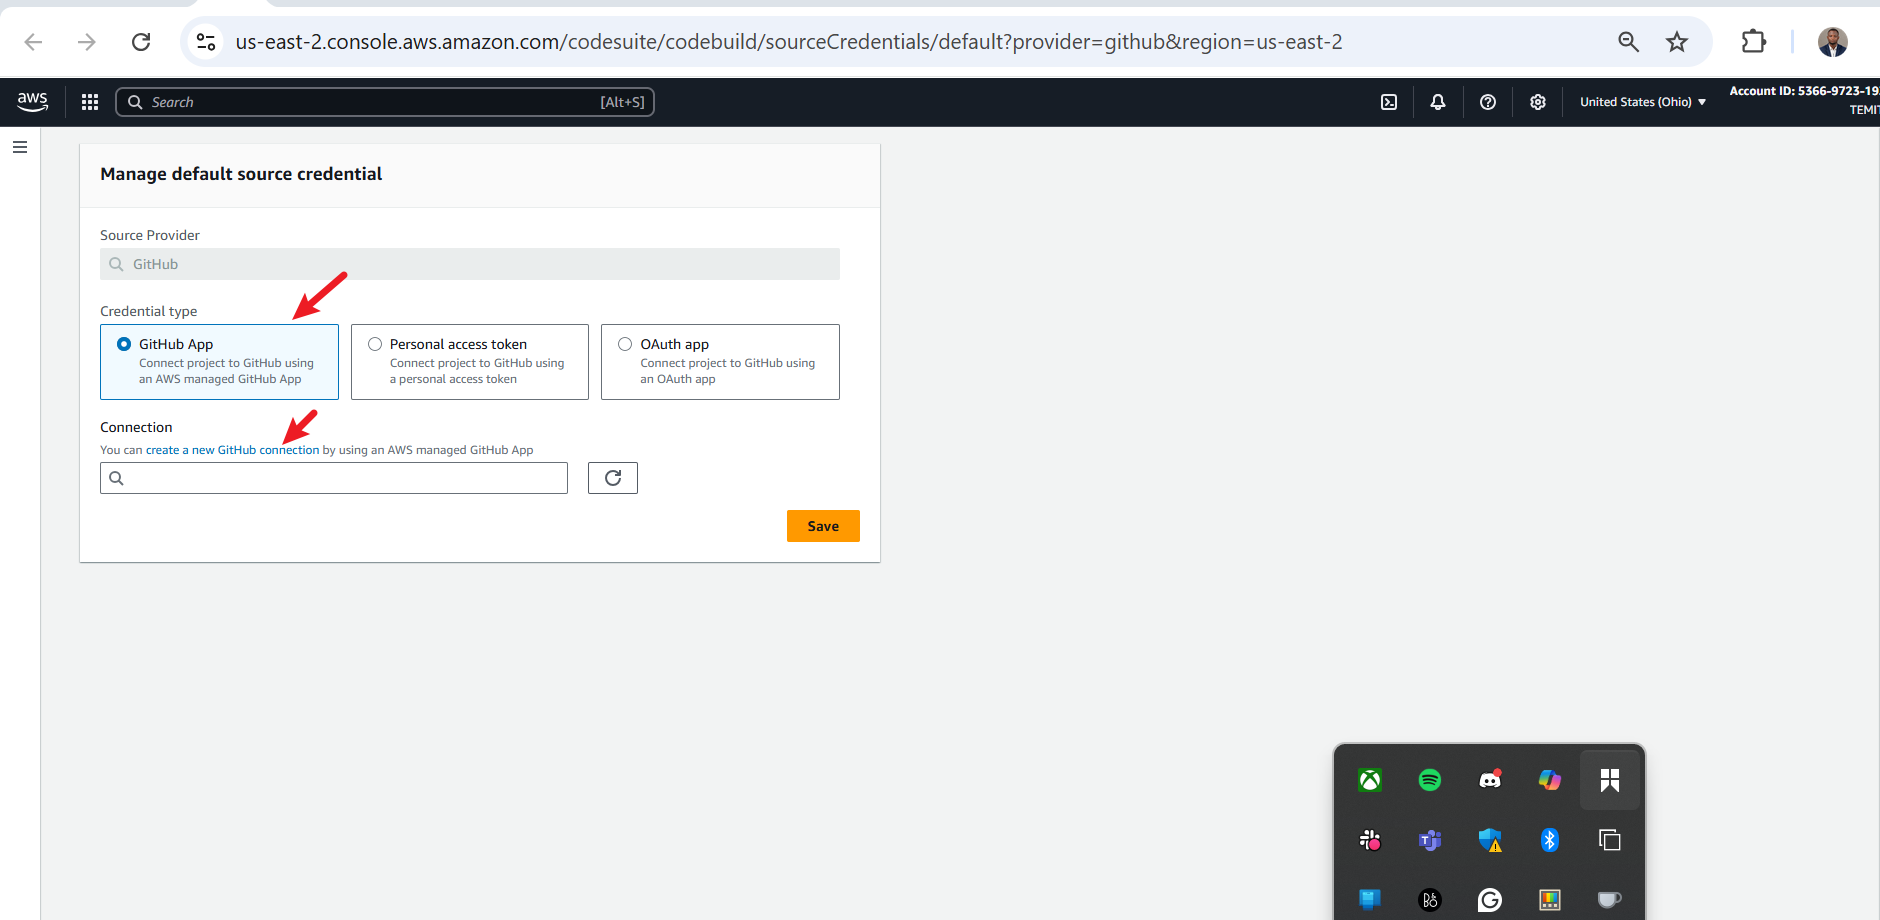 us-east-2.console.aws.amazon.com/codesuite/codebuild/sourceCredentials/default?provider=github&region=us-east-2
aws
Search
[Alt+S]
United States (Ohio)
Account ID: 5366-9723-19
TEMI
Manage default source credential
Source Provider
GitHub
Credential type
GitHub App
Connect project to GitHub using
an AWS managed GitHub App
Personal access token
Connect project to GitHub using
a personal access token
OAuth app
Connect project to GitHub using
an OAuth app
Connection
You can create a new GitHub connection by using an AWS managed GitHub App
Save